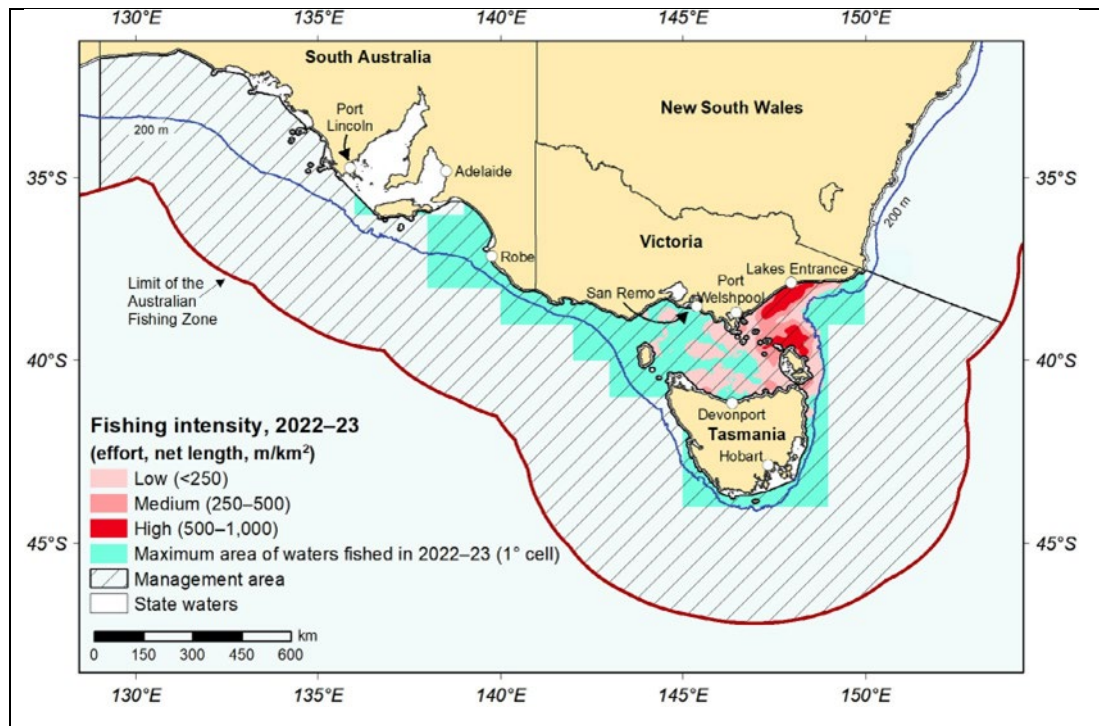 130°E 135°E 140°E 145°E 150°E
South Australia
New South Wales
Port
Lincoln
200 m
Adelaide
35°S 35°S
200 m
Victoria
Robe
Lakes Entrance
Port
Welshpool
San Remo
Limit of the
Australian
Fishing Zone
40°S 40°S
Devonport
Tasmania
Hobart
Fishing intensity, 2022–23
(effort, net length, m/km²)
Low (<250)
Medium (250–500)
High (500–1,000)
Maximum area of waters fished in 2022–23 (1° cell)
Management area
State waters
45°S 45°S
km
0 150 300 450 600
130°E 135°E 140°E 145°E 150°E